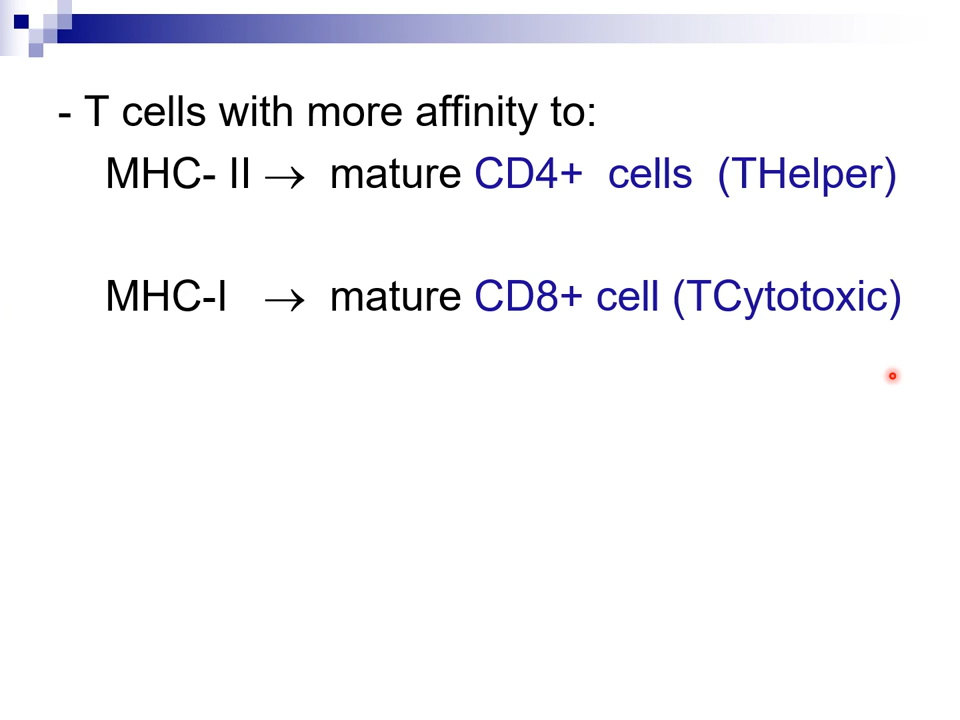 - T cells with more affinity to:
MHC- II → mature CD4+ cells (THelper)
MHC-I → mature CD8+ cell (TCytotoxic)